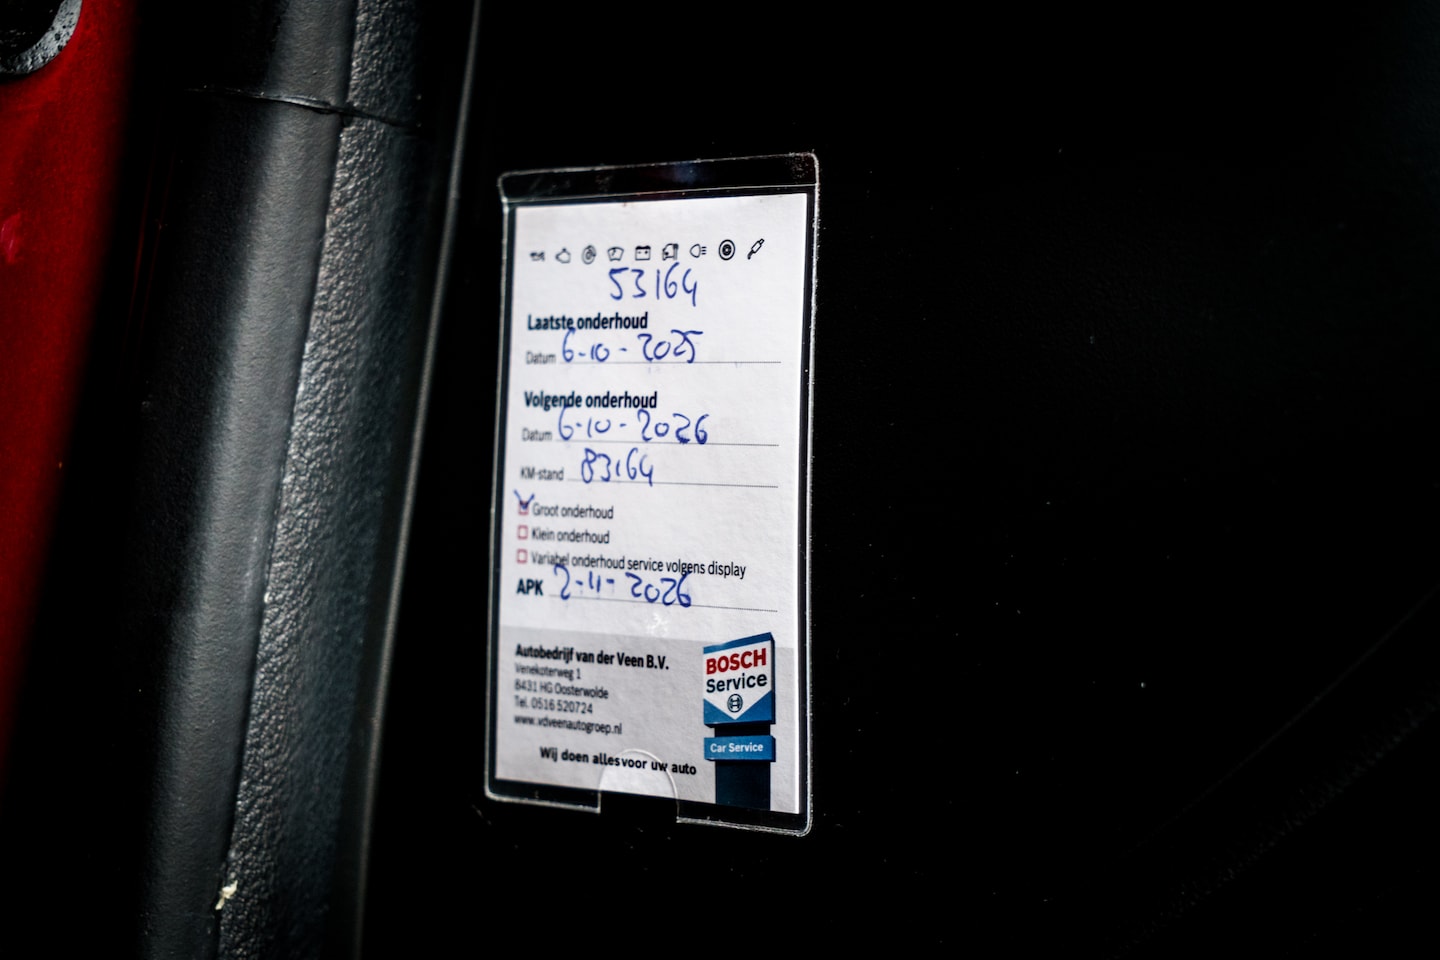 53164
Laatste onderhoud
Datum 6-10-2025
Volgende onderhoud
Datum 6-10-2026
KM-stand 83164
Groot onderhoud
Klein onderhoud
Variabel onderhoud service volgens display
APK 2-11-2026
Autobedrijf van der Veen B.V.
Venekoterweg 1
8431 HG Oosterwolde
Tel. 0516 520724
www.vdveenautogroep.nl
Wij doen alles voor uw auto
BOSCH
Service
Car Service